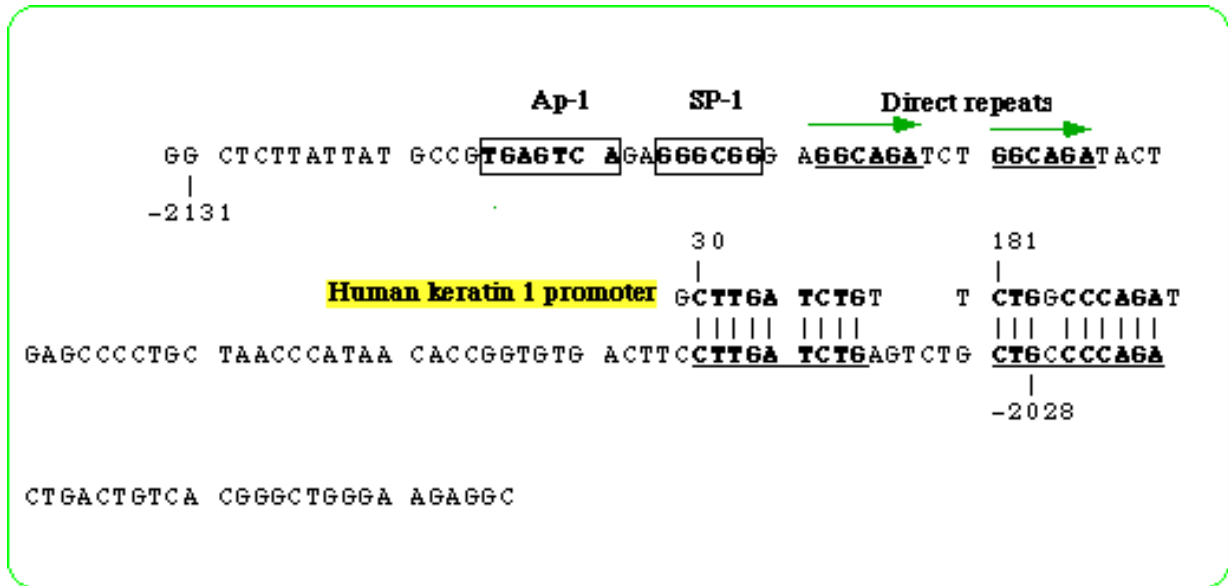 Ap-1 SP-1 Direct repeats
GG CTCTTATTAT GCCGTGAGTC AGAGGGCGGG AGGCAGATCT GGCAGATACT
-2131
30 181
Human keratin 1 promoter GCTTGA TCTGT T CTGGCCCAGAT
GAGCCCCTGC TAACCCATAA CACCGGTGTG ACTTCCTTGA TCTGAGTCTG CTGCCCCAGA
-2028
CTGACTGTCA CGGGCTGGGA AGAGGC